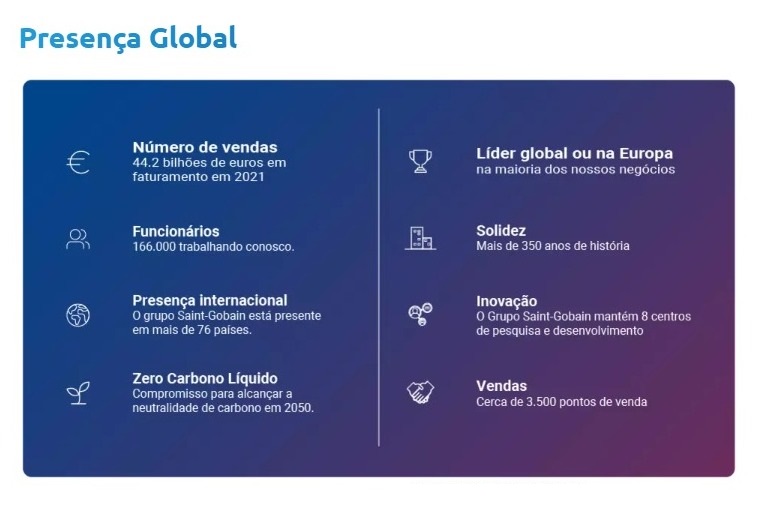 Presença Global
Número de vendas
44.2 bilhões de euros em
faturamento em 2021
Funcionários
166.000 trabalhando conosco.
Presença internacional
O grupo Saint-Gobain está presente
em mais de 76 países.
Zero Carbono Líquido
Compromisso para alcançar a
neutralidade de carbono em 2050.
Líder global ou na Europa
na maioria dos nossos negócios
Solidez
Mais de 350 anos de história
Inovação
O Grupo Saint-Gobain mantém 8 centros
de pesquisa e desenvolvimento
Vendas
Cerca de 3.500 pontos de venda